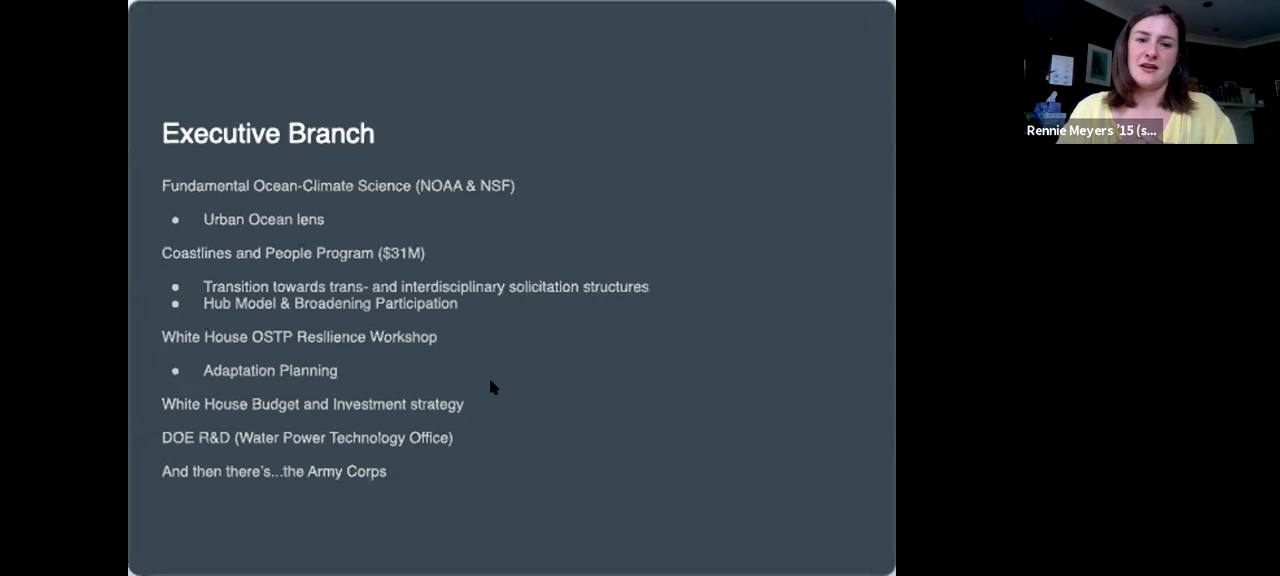 Executive Branch
Fundamental Ocean-Climate Science (NOAA & NSF)
● Urban Ocean lens
Coastlines and People Program ($31M)
● Transition towards trans- and interdisciplinary solicitation structures
● Hub Model & Broadening Participation
White House OSTP Resilience Workshop
● Adaptation Planning
White House Budget and Investment strategy
DOE R&D (Water Power Technology Office)
And then there's...the Army Corps
Rennie Meyers '15 (s...